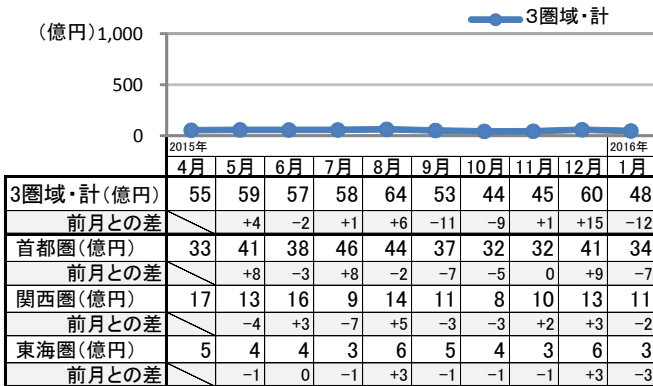 3圏域・計
(億円) 1,000
500
0
2015年 2016年
4月 5月 6月 7月 8月 9月 10月 11月 12月 1月
3圏域・計(億円) 55 59 57 58 64 53 44 45 60 48
前月との差 +4 −2 +1 +6 −11 −9 +1 +15 −12
首都圏(億円) 33 41 38 46 44 37 32 32 41 34
前月との差 +8 −3 +8 −2 −7 −5 0 +9 −7
関西圏(億円) 17 13 16 9 14 11 8 10 13 11
前月との差 −4 +3 −7 +5 −3 −3 +2 +3 −2
東海圏(億円) 5 4 4 3 6 5 4 3 6 3
前月との差 −1 0 −1 +3 −1 −1 −1 +3 −3